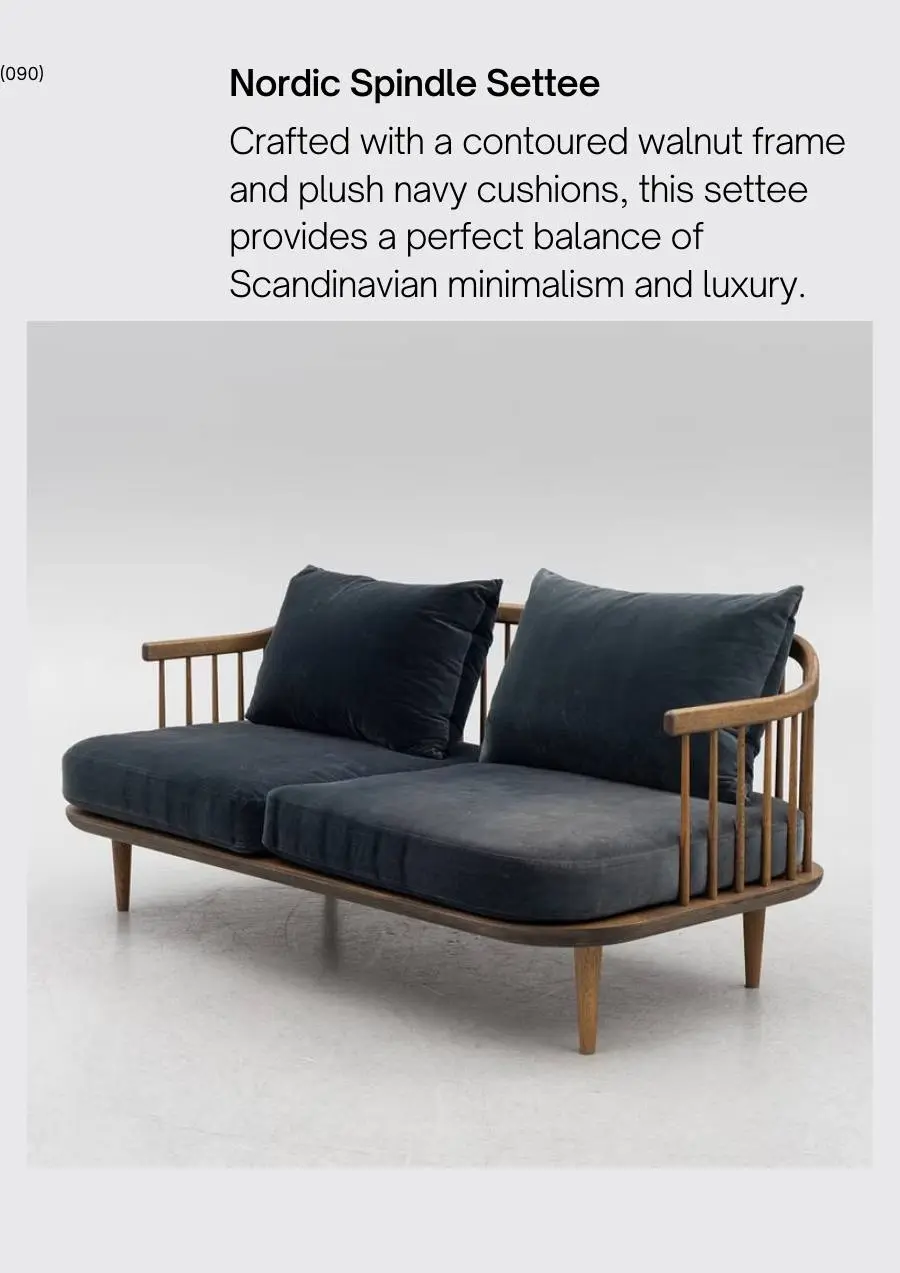 (090)
Nordic Spindle Settee
Crafted with a contoured walnut frame
and plush navy cushions, this settee
provides a perfect balance of
Scandinavian minimalism and luxury.